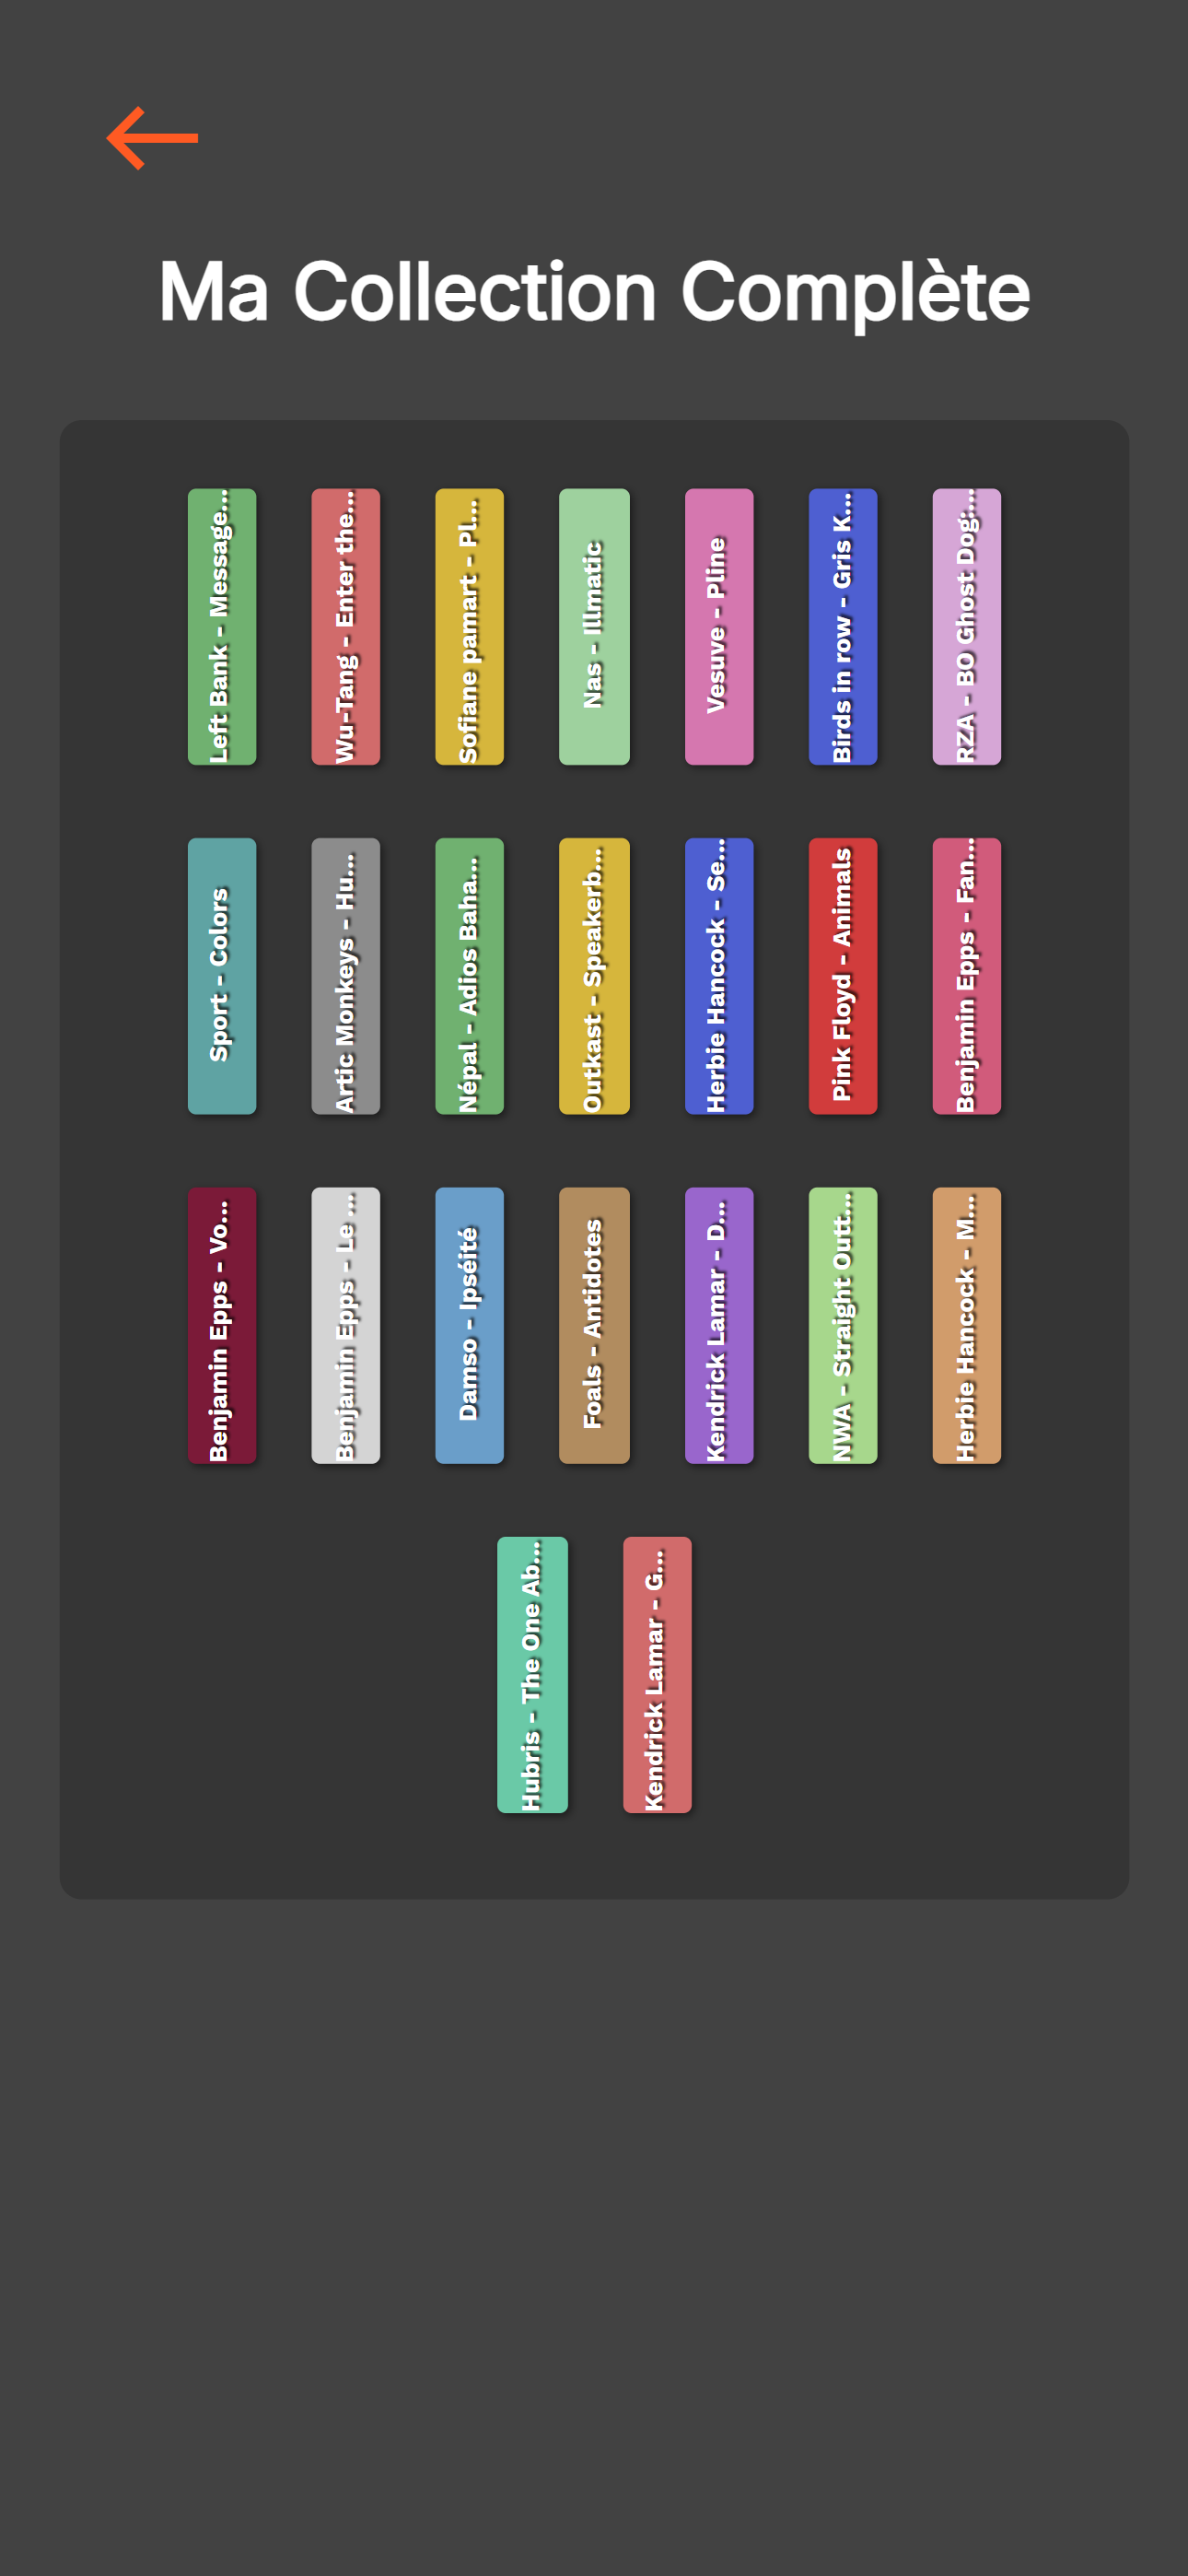 Ma Collection Complète
Left Bank - Message...
Wu-Tang - Enter the...
Sofiane pamart - Pl...
Nas - Illmatic
Vesuve - Pline
Birds in row - Gris K...
RZA - BO Ghost Dog:...
Sport - Colors
Artic Monkeys - Hu...
Népal - Adios Baha...
Outkast - Speakerb...
Herbie Hancock - Se...
Pink Floyd - Animals
Benjamin Epps - Fan...
Benjamin Epps - Vo...
Benjamin Epps - Le ...
Damso - Ipséité
Foals - Antidotes
Kendrick Lamar - D...
NWA - Straight Outt...
Herbie Hancock - M...
Hubris - The One Ab...
Kendrick Lamar - G...